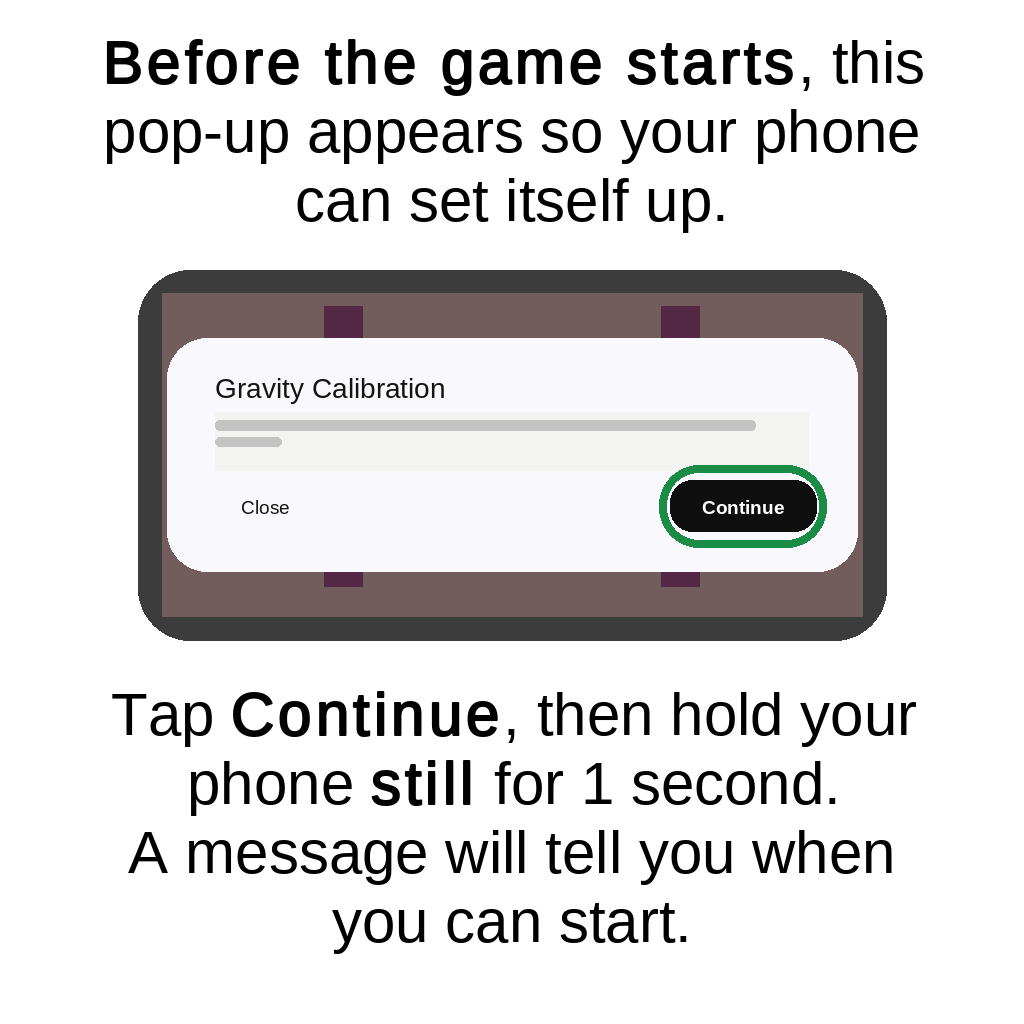 Before the game starts, this
pop-up appears so your phone
can set itself up.
Gravity Calibration
Close
Continue
Tap Continue, then hold your
phone still for 1 second.
A message will tell you when
you can start.